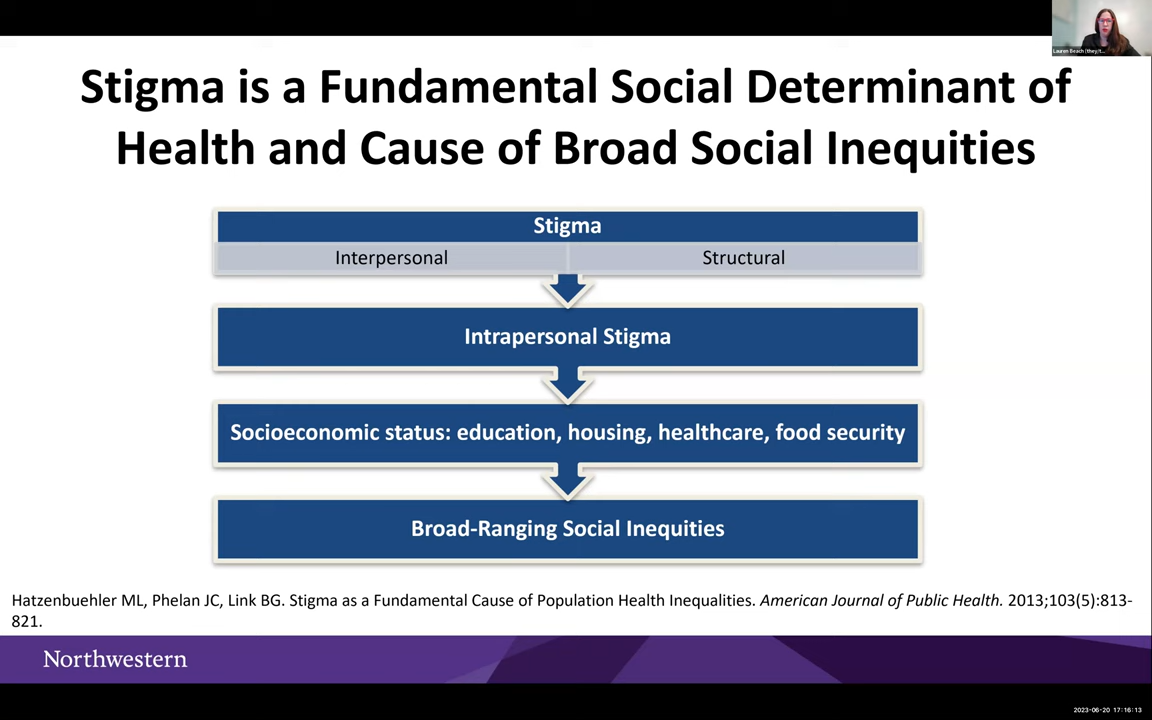 Lauren Beach (they/t...
Stigma is a Fundamental Social Determinant of
Health and Cause of Broad Social Inequities
Stigma
Interpersonal Structural
Intrapersonal Stigma
Socioeconomic status: education, housing, healthcare, food security
Broad-Ranging Social Inequities
Hatzenbuehler ML, Phelan JC, Link BG. Stigma as a Fundamental Cause of Population Health Inequalities. American Journal of Public Health. 2013;103(5):813-
821.
Northwestern
2023-06-20 17:16:13